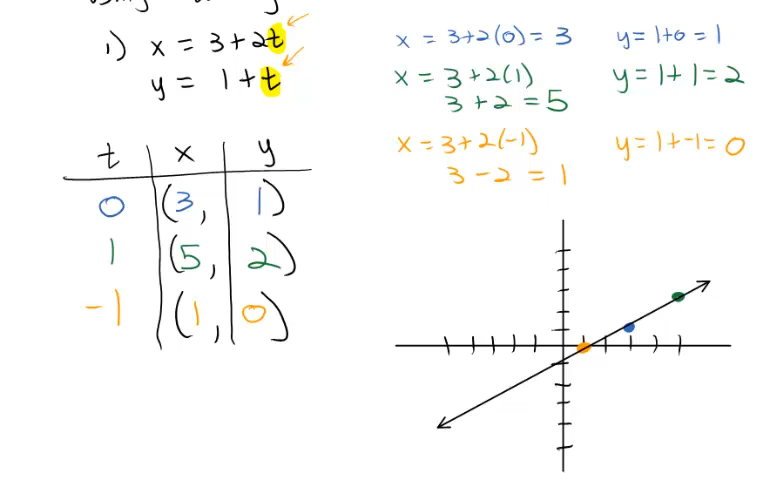 1) x = 3+2t
y = 1+t
t x y
0 (3, 1)
1 (5, 2)
-1 (1, 0)
x = 3+2(0) = 3 y = 1+0 = 1
x = 3+2(1) y = 1+1 = 2
3+2 = 5
x = 3+2(-1) y = 1+-1 = 0
3-2 = 1